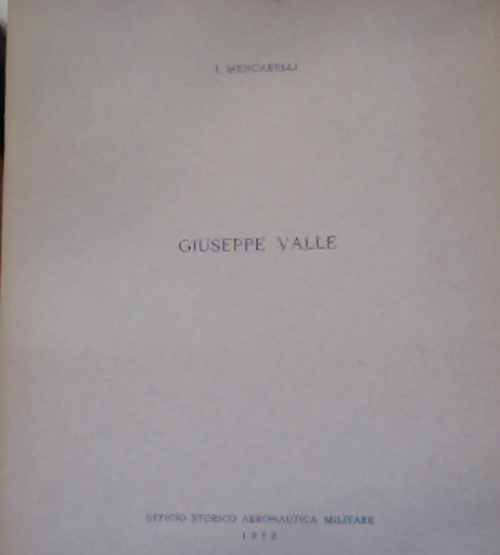 I. MENCARELLI
GIUSEPPE VALLE
UFFICIO STORICO AERONAUTICA MILITARE